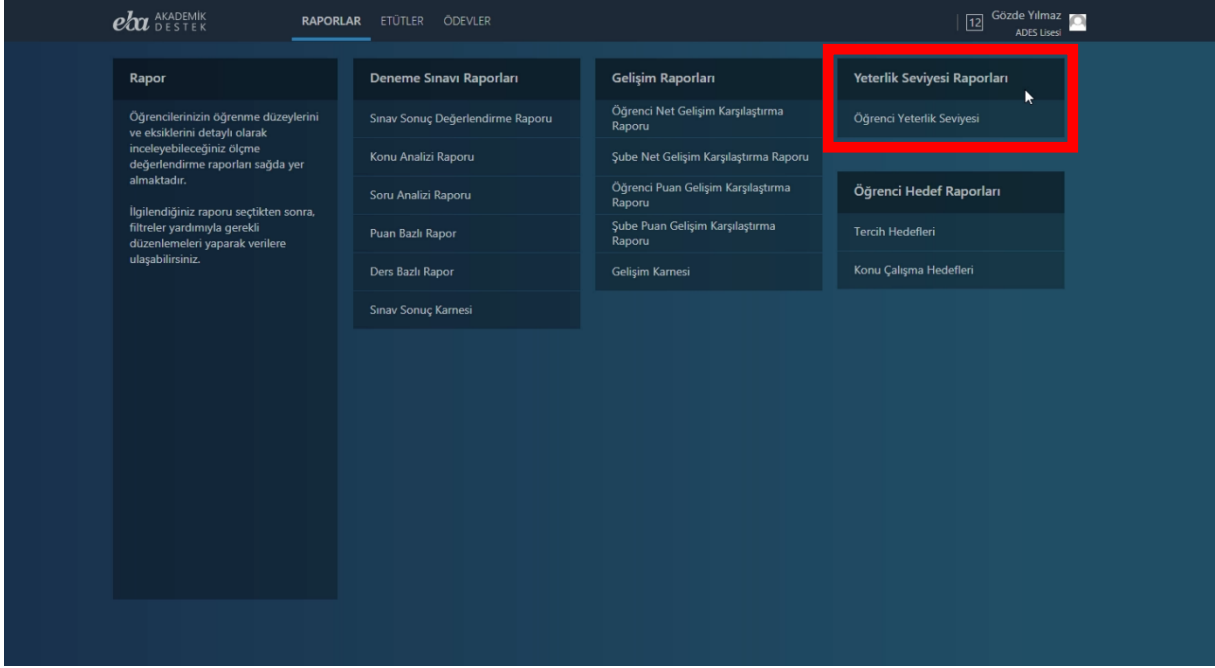 eba AKADEMİK
DESTEK
RAPORLAR ETÜTLER ÖDEVLER
12 Gözde Yılmaz
ADES Lisesi
Rapor
Öğrencilerinizin öğrenme düzeylerini
ve eksiklerini detaylı olarak
inceleyebileceğiniz ölçme
değerlendirme raporları sağda yer
almaktadır.
İlgilendiğiniz raporu seçtikten sonra,
filtreler yardımıyla gerekli
düzenlemeleri yaparak verilere
ulaşabilirsiniz.
Deneme Sınavı Raporları
Sınav Sonuç Değerlendirme Raporu
Konu Analizi Raporu
Soru Analizi Raporu
Puan Bazlı Rapor
Ders Bazlı Rapor
Sınav Sonuç Karnesi
Gelişim Raporları
Öğrenci Net Gelişim Karşılaştırma
Raporu
Şube Net Gelişim Karşılaştırma Raporu
Öğrenci Puan Gelişim Karşılaştırma
Raporu
Şube Puan Gelişim Karşılaştırma
Raporu
Gelişim Karnesi
Yeterlik Seviyesi Raporları
Öğrenci Yeterlik Seviyesi
Öğrenci Hedef Raporları
Tercih Hedefleri
Konu Çalışma Hedefleri